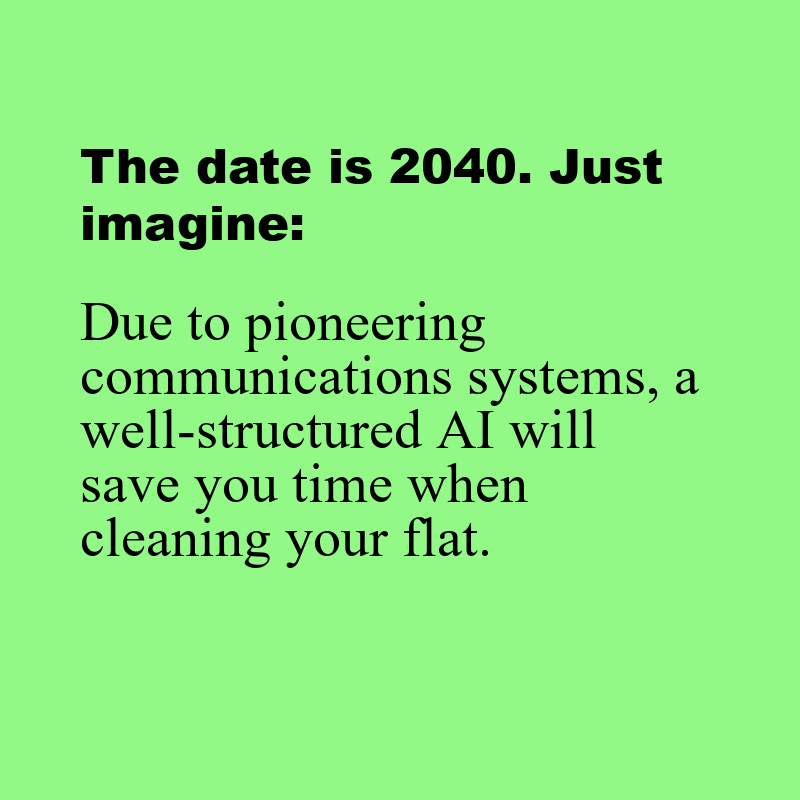 The date is 2040. Just
imagine:
Due to pioneering
communications systems, a
well-structured AI will
save you time when
cleaning your flat.